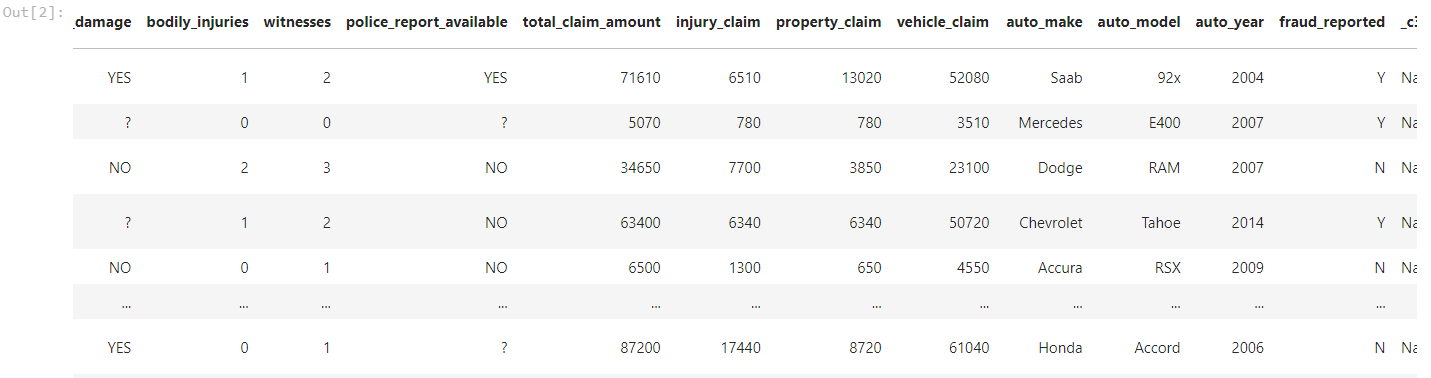 Out[2]:
_damage bodily_injuries witnesses police_report_available total_claim_amount injury_claim property_claim vehicle_claim auto_make auto_model auto_year fraud_reported _c3
YES 1 2 YES 71610 6510 13020 52080 Saab 92x 2004 Y Na
? 0 0 ? 5070 780 780 3510 Mercedes E400 2007 Y Na
NO 2 3 NO 34650 7700 3850 23100 Dodge RAM 2007 N Na
? 1 2 NO 63400 6340 6340 50720 Chevrolet Tahoe 2014 Y Na
NO 0 1 NO 6500 1300 650 4550 Accura RSX 2009 N Na
... ... ... ... ... ... ... ... ... ... ... ...
YES 0 1 ? 87200 17440 8720 61040 Honda Accord 2006 N Na